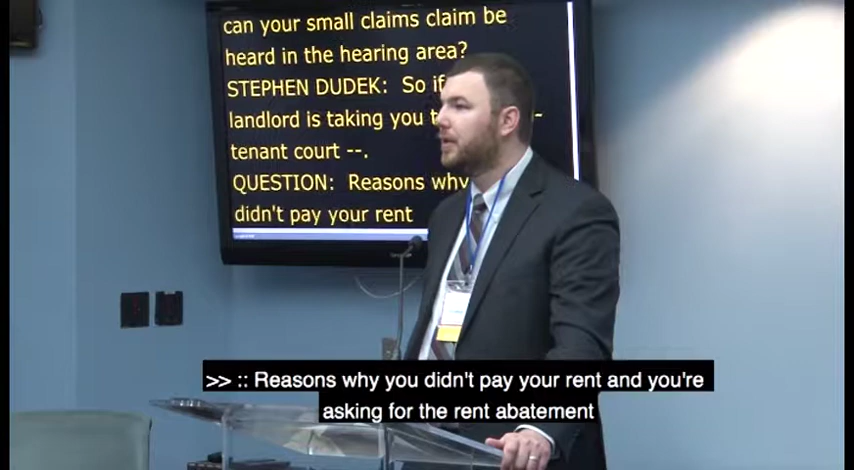 can your small claims claim be
heard in the hearing area?
STEPHEN DUDEK: So if
landlord is taking you t -
tenant court --.
QUESTION: Reasons why
didn't pay your rent
>> :: Reasons why you didn't pay your rent and you're
asking for the rent abatement